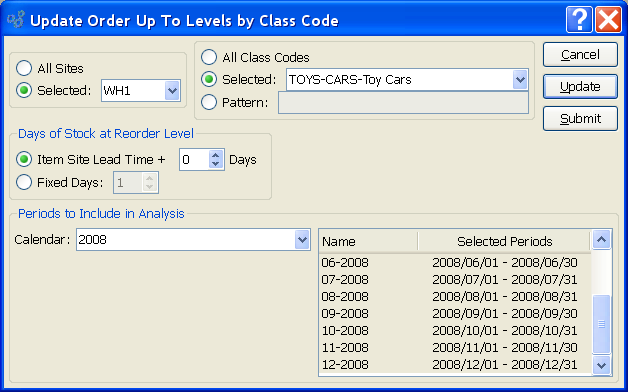 Update Order Up To Levels by Class Code
All Sites
Selected: WH1
All Class Codes
Selected: TOYS-CARS-Toy Cars
Pattern:
Cancel
Update
Submit
Days of Stock at Reorder Level
Item Site Lead Time + 0 Days
Fixed Days: 1
Periods to Include in Analysis
Calendar: 2008
Name Selected Periods
06-2008 2008/06/01 - 2008/06/30
07-2008 2008/07/01 - 2008/07/31
08-2008 2008/08/01 - 2008/08/31
09-2008 2008/09/01 - 2008/09/30
10-2008 2008/10/01 - 2008/10/31
11-2008 2008/11/01 - 2008/11/30
12-2008 2008/12/01 - 2008/12/31